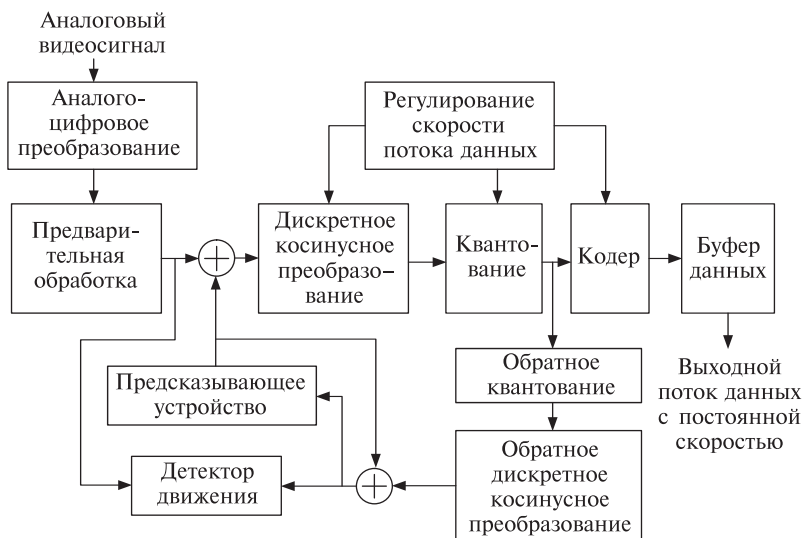 Аналоговый
видеосигнал
Аналого-
цифровое
преобразование
Регулирование
скорости
потока данных
Предвари-
тельная
обработка
Дискретное
косинусное
преобразо-
вание
Кванто-
вание
Кодер
Буфер
данных
Предсказывающее
устройство
Обратное
квантование
Выходной
поток данных
с постоянной
скоростью
Детектор
движения
Обратное
дискретное
косинусное
преобразование